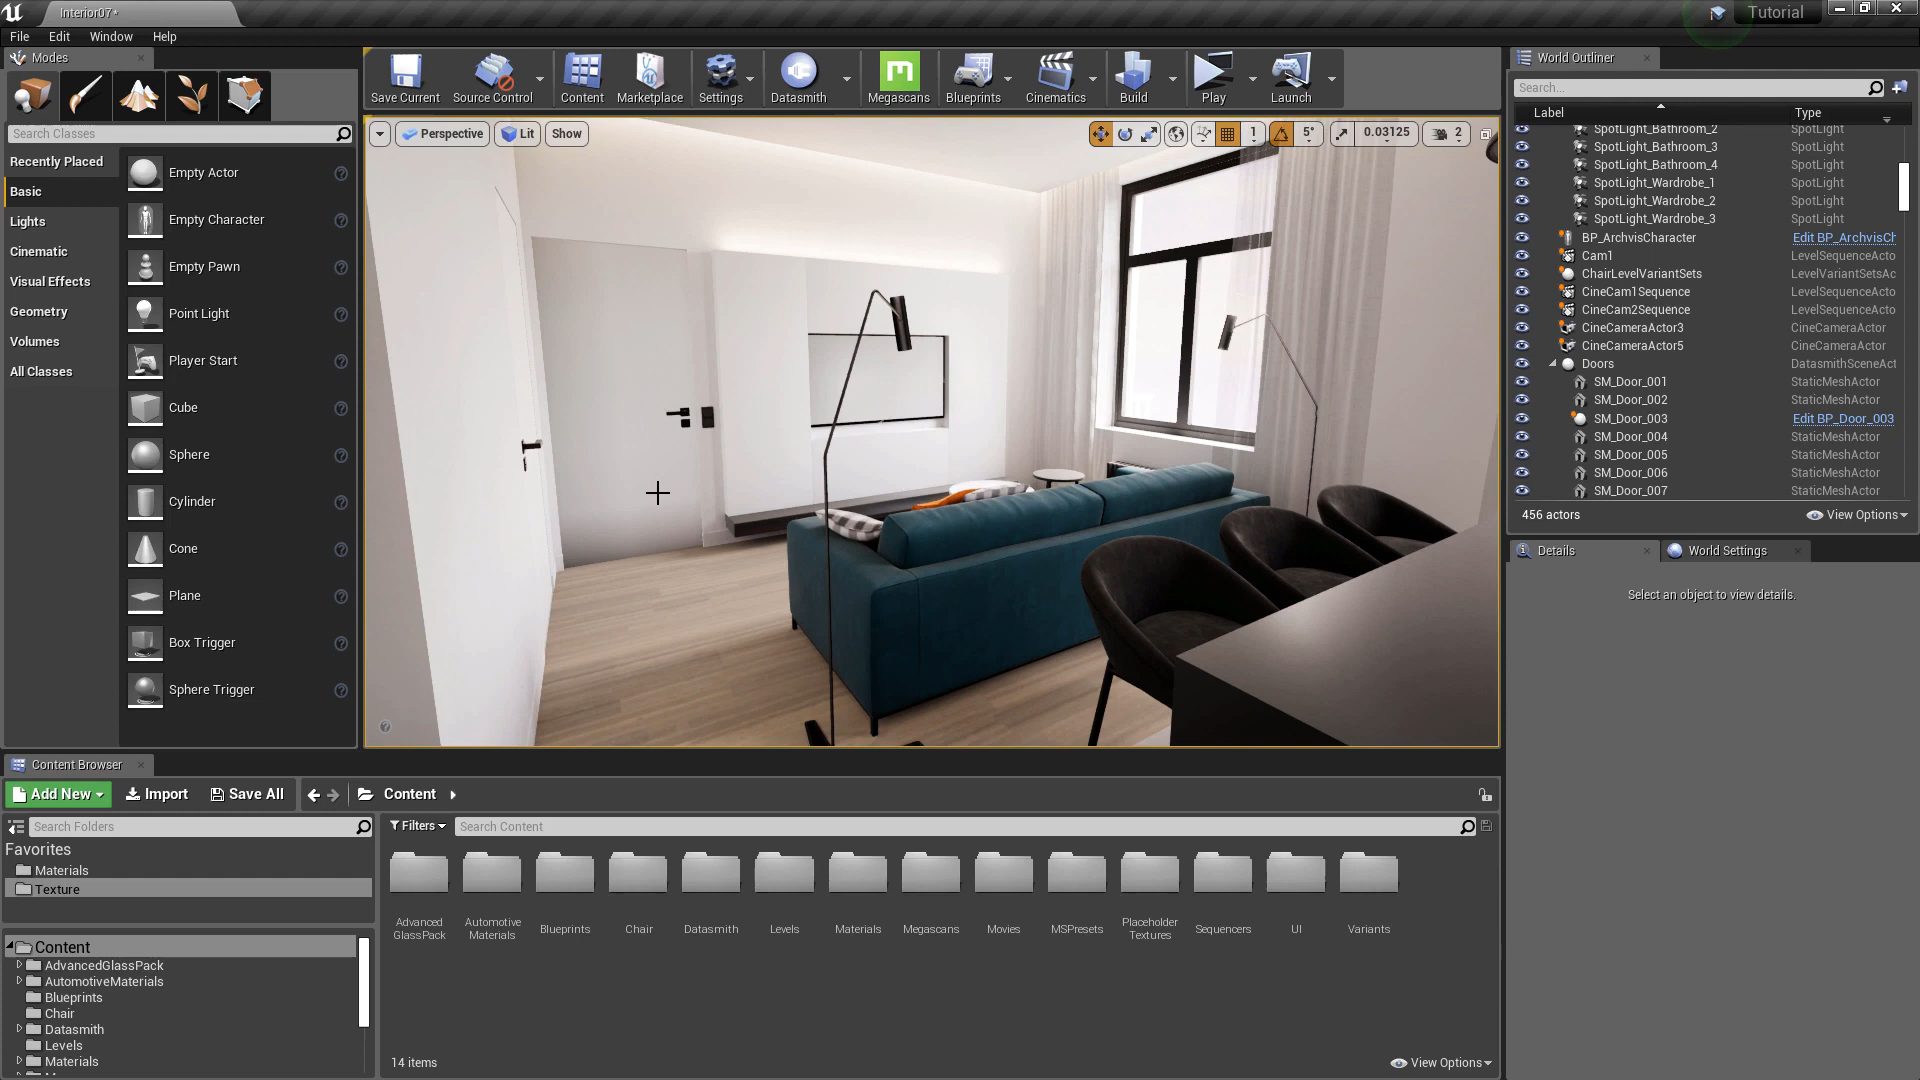 Interior07*
Tutorial
File Edit Window Help
Modes
Search Classes
Recently Placed
Basic
Lights
Cinematic
Visual Effects
Geometry
Volumes
All Classes
Empty Actor
Empty Character
Empty Pawn
Point Light
Player Start
Cube
Sphere
Cylinder
Cone
Plane
Box Trigger
Sphere Trigger
Save Current
Source Control
Content
Marketplace
Settings
Datasmith
Megascans
Blueprints
Cinematics
Build
Play
Launch
Perspective
Lit
Show
1
5°
0.03125
2
World Outliner
Search...
Label Type
SpotLight_Bathroom_2 SpotLight
SpotLight_Bathroom_3 SpotLight
SpotLight_Bathroom_4 SpotLight
SpotLight_Wardrobe_1 SpotLight
SpotLight_Wardrobe_2 SpotLight
SpotLight_Wardrobe_3 SpotLight
BP_ArchvisCharacter Edit BP_ArchvisCh
Cam1 LevelSequenceActo
ChairLevelVariantSets LevelVariantSetsAc
CineCam1Sequence LevelSequenceActo
CineCam2Sequence LevelSequenceActo
CineCameraActor3 CineCameraActor
CineCameraActor5 CineCameraActor
Doors DatasmithSceneAct
SM_Door_001 StaticMeshActor
SM_Door_002 StaticMeshActor
SM_Door_003 Edit BP_Door_003
SM_Door_004 StaticMeshActor
SM_Door_005 StaticMeshActor
SM_Door_006 StaticMeshActor
SM_Door_007 StaticMeshActor
456 actors View Options
Details
World Settings
Select an object to view details.
Content Browser
Add New Import Save All Content
Search Folders
Favorites
Materials
Texture
Content
AdvancedGlassPack
AutomotiveMaterials
Blueprints
Chair
Datasmith
Levels
Materials
Filters
Search Content
Advanced
GlassPack
Automotive
Materials
Blueprints
Chair
Datasmith
Levels
Materials
Megascans
Movies
MSPresets
Placeholder
Textures
Sequencers
UI
Variants
14 items View Options